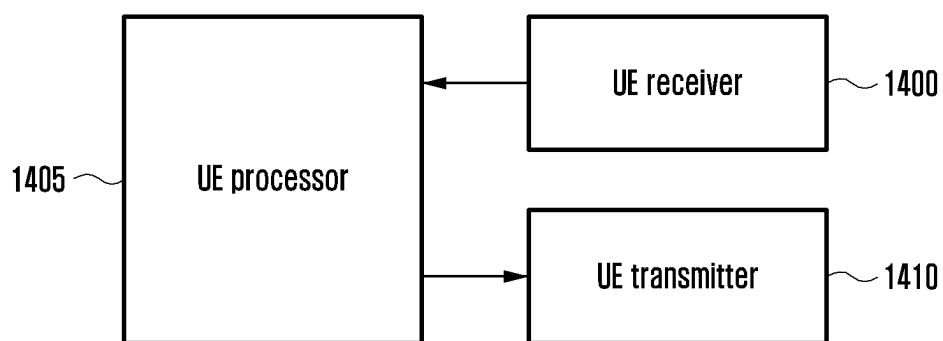 UE receiver
1400
1405
UE processor
UE transmitter
1410